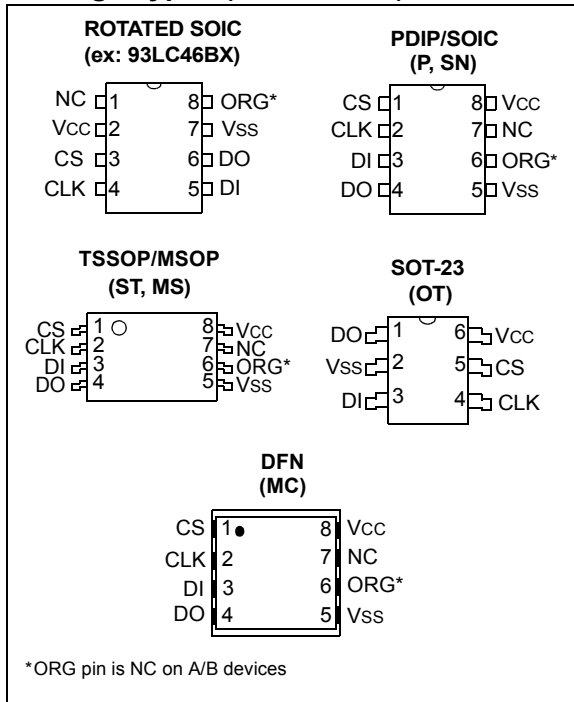 ROTATED SOIC
(ex: 93LC46BX)
NC 1 8 ORG*
Vcc 2 7 Vss
CS 3 6 DO
CLK 4 5 DI
PDIP/SOIC
(P, SN)
CS 1 8 Vcc
CLK 2 7 NC
DI 3 6 ORG*
DO 4 5 Vss
TSSOP/MSOP
(ST, MS)
CS 1 8 Vcc
CLK 2 7 NC
DI 3 6 ORG*
DO 4 5 Vss
SOT-23
(OT)
DO 1 6 Vcc
Vss 2 5 CS
DI 3 4 CLK
DFN
(MC)
CS 1 8 Vcc
CLK 2 7 NC
DI 3 6 ORG*
DO 4 5 Vss
*ORG pin is NC on A/B devices